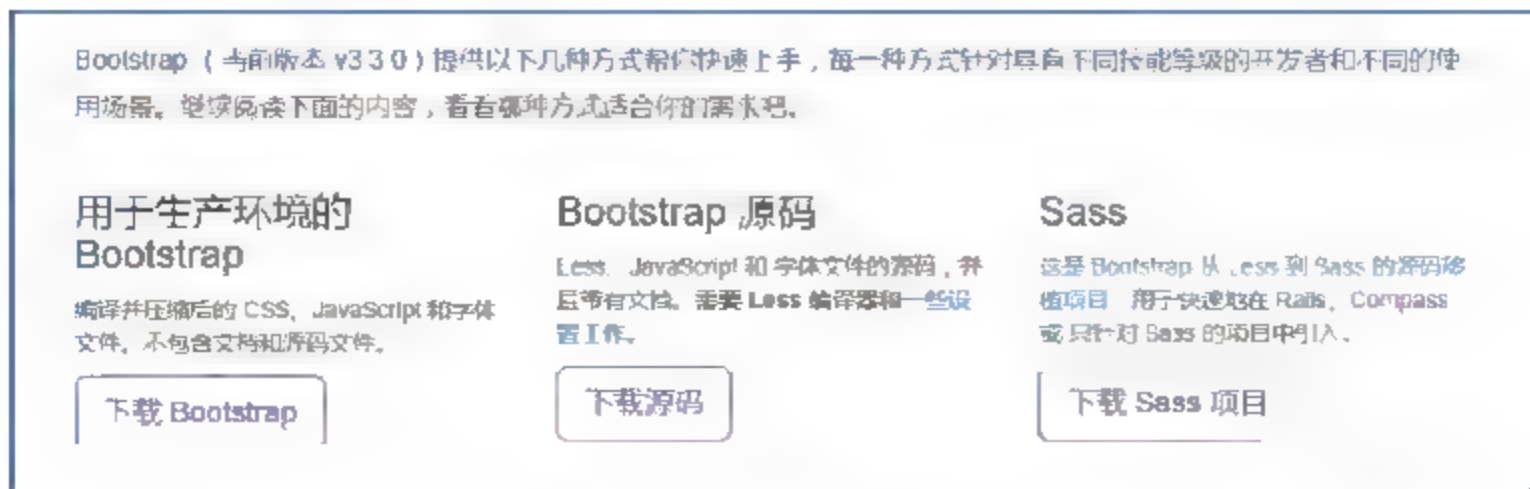 Bootstrap（当前版本 v3.3.0）提供以下几种方式帮你快速上手，每一种方式针对具有不同技能等级的开发者和不同的使
用场景。继续阅读下面的内容，看看哪种方式适合你的需求吧。
用于生产环境的
Bootstrap
编译并压缩后的 CSS、JavaScript 和字体
文件。不包含文档和源码文件。
下载 Bootstrap
Bootstrap 源码
Less、JavaScript 和 字体文件的源码，并
且带有文档。需要 Less 编译器和一些设
置工作。
下载源码
Sass
这是 Bootstrap 从 Less 到 Sass 的源码移
植项目，用于快速地在 Rails、Compass
或 只针对 Sass 的项目中引入。
下载 Sass 项目